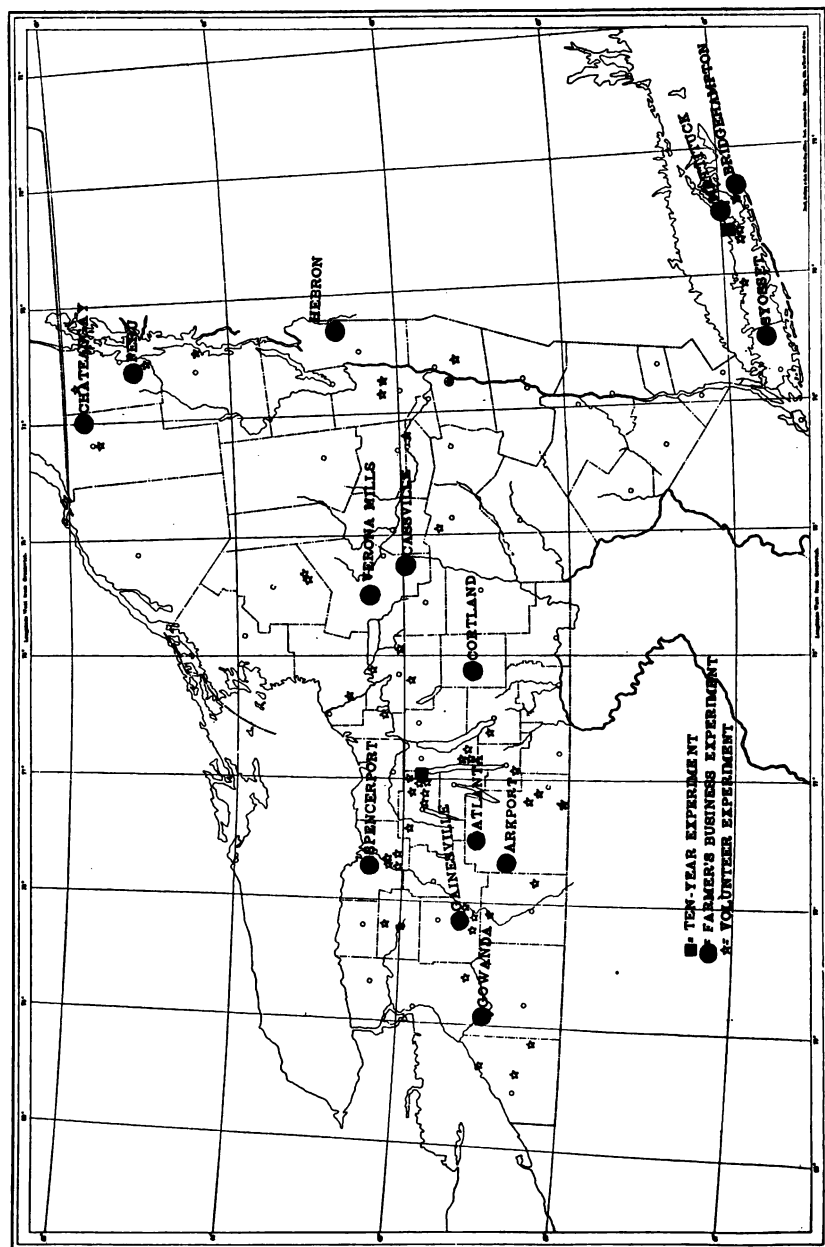 CHATEAUGAY
PERU
HEBRON
VERONA MILLS
CASSVILLE
CORTLAND
SPENCERPORT
ATLANTA
ARKPORT
GAINESVILLE
GOWANDA
MATTITUCK
BRIDGEHAMPTON
SYOSSET
■= TEN-YEAR EXPERIMENT
●= FARMER'S BUSINESS EXPERIMENT
☆= VOLUNTEER EXPERIMENT